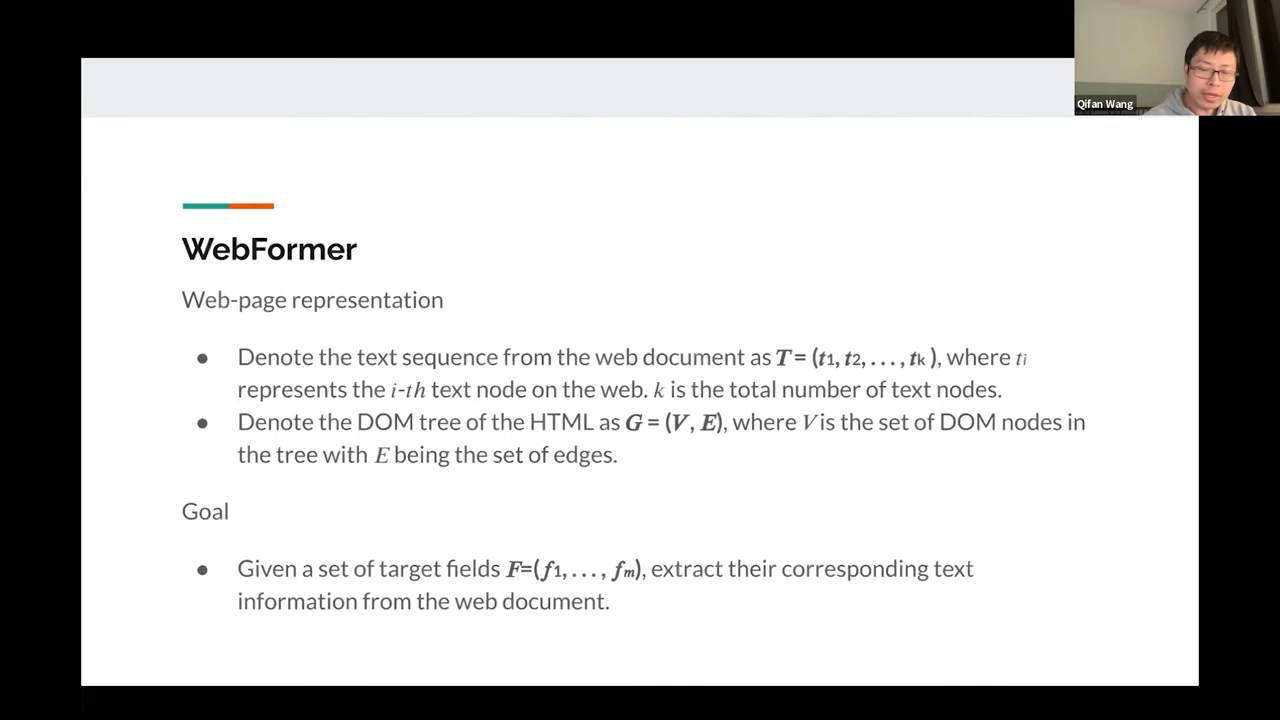 Qifan Wang
WebFormer
Web-page representation
● Denote the text sequence from the web document as T = (t1, t2, . . . , tk ), where ti
represents the i-th text node on the web. k is the total number of text nodes.
● Denote the DOM tree of the HTML as G = (V , E), where V is the set of DOM nodes in
the tree with E being the set of edges.
Goal
● Given a set of target fields F=(f1, . . . , fm), extract their corresponding text
information from the web document.